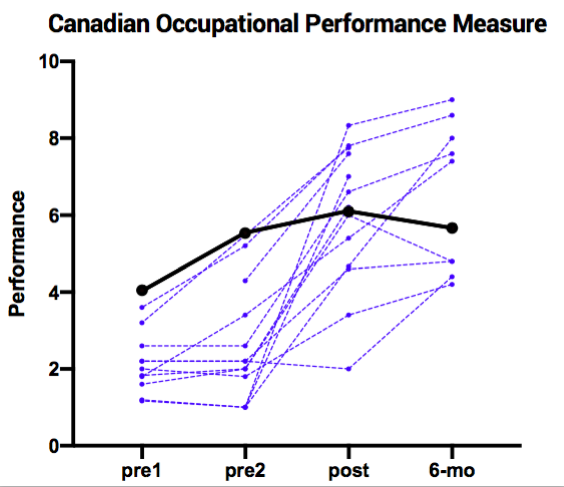 Canadian Occupational Performance Measure
10
8
6
4
2
0
Performance
pre1 pre2 post 6-mo